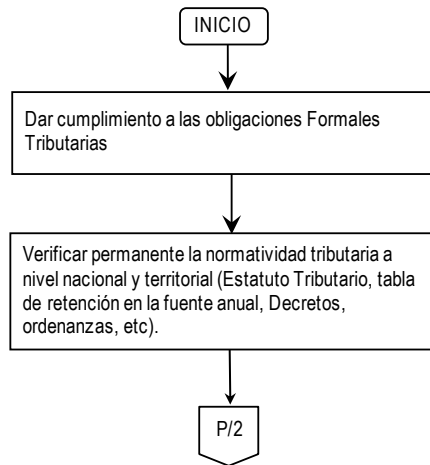 INICIO
Dar cumplimiento a las obligaciones Formales
Tributarias
Verificar permanente la normatividad tributaria a
nivel nacional y territorial (Estatuto Tributario, tabla
de retención en la fuente anual, Decretos,
ordenanzas, etc).
P/2